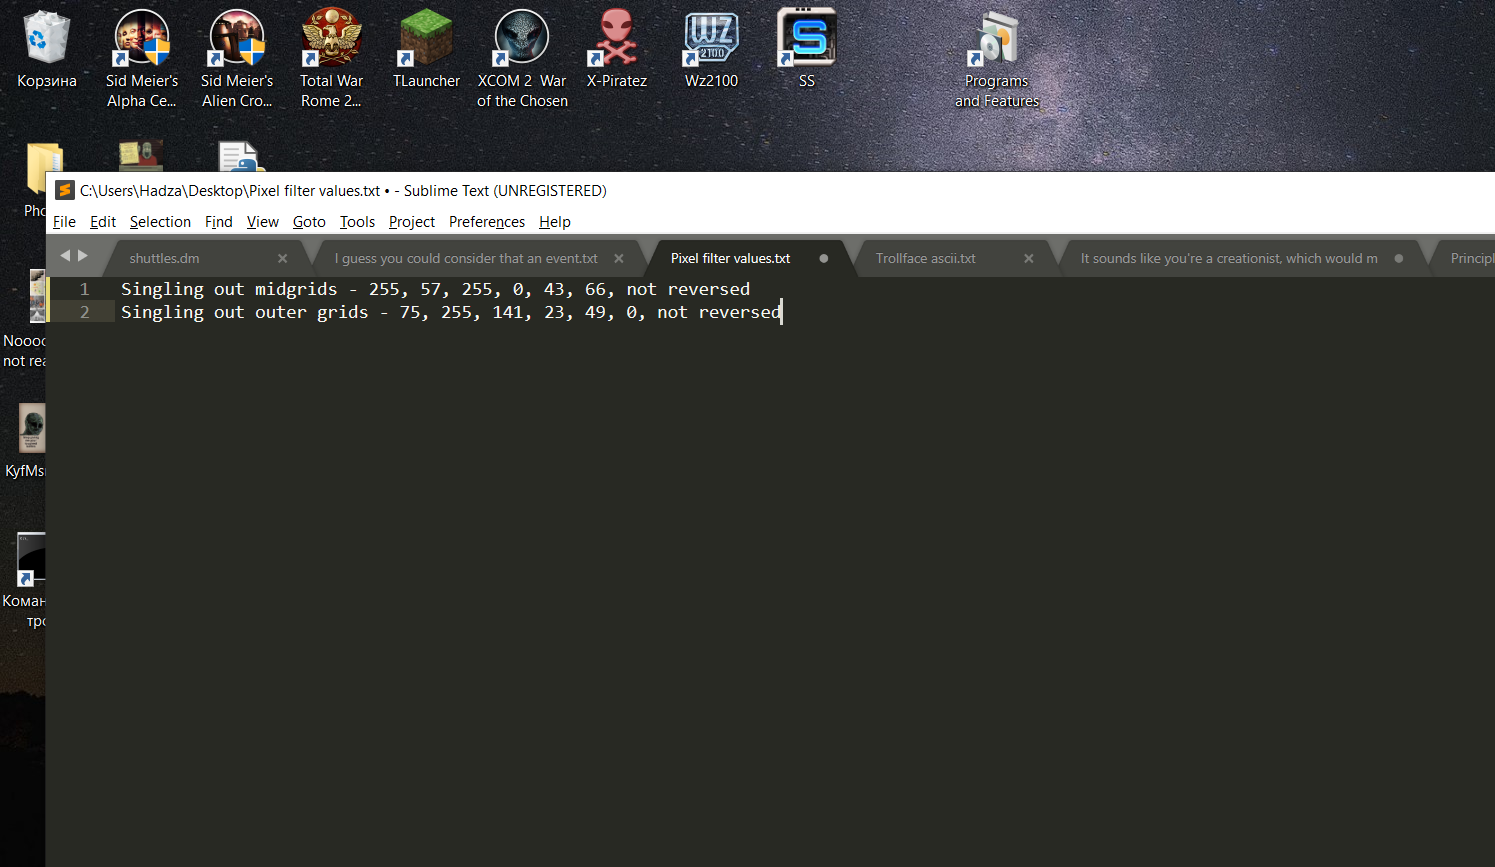 Корзина
Sid Meier's
Alpha Ce...
Sid Meier's
Alien Cro...
Total War
Rome 2...
TLauncher
XCOM 2 War
of the Chosen
X-Piratez
WZ
2100
Wz2100
S
SS
Programs
and Features
Pho
C:\Users\Hadza\Desktop\Pixel filter values.txt • - Sublime Text (UNREGISTERED)
File Edit Selection Find View Goto Tools Project Preferences Help
shuttles.dm
I guess you could consider that an event.txt
Pixel filter values.txt
Trollface ascii.txt
It sounds like you're a creationist, which would m
Principl
1 Singling out midgrids - 255, 57, 255, 0, 43, 66, not reversed
2 Singling out outer grids - 75, 255, 141, 23, 49, 0, not reversed
Noooo
not rea
KyfMs
Коман
тро